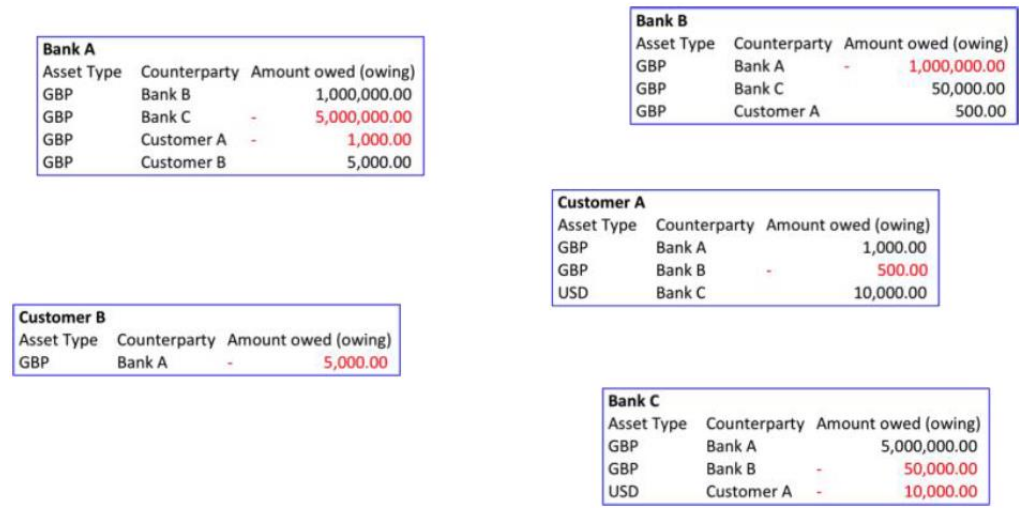 Bank A
Asset Type Counterparty Amount owed (owing)
GBP Bank B 1,000,000.00
GBP Bank C - 5,000,000.00
GBP Customer A - 1,000.00
GBP Customer B 5,000.00
Bank B
Asset Type Counterparty Amount owed (owing)
GBP Bank A - 1,000,000.00
GBP Bank C 50,000.00
GBP Customer A 500.00
Customer A
Asset Type Counterparty Amount owed (owing)
GBP Bank A 1,000.00
GBP Bank B - 500.00
USD Bank C 10,000.00
Customer B
Asset Type Counterparty Amount owed (owing)
GBP Bank A - 5,000.00
Bank C
Asset Type Counterparty Amount owed (owing)
GBP Bank A 5,000,000.00
GBP Bank B - 50,000.00
USD Customer A - 10,000.00